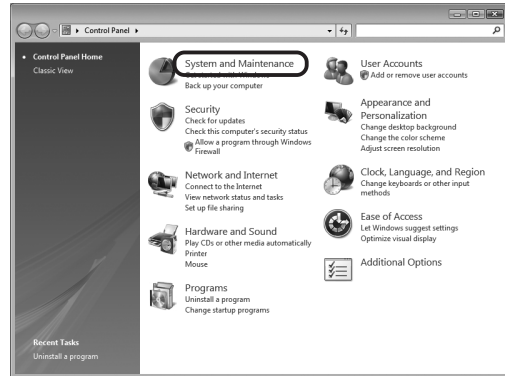 Control Panel
Control Panel Home
Classic View
System and Maintenance
Get started with Windows
Back up your computer
Security
Check for updates
Check this computer's security status
Allow a program through Windows
Firewall
Network and Internet
Connect to the Internet
View network status and tasks
Set up file sharing
Hardware and Sound
Play CDs or other media automatically
Printer
Mouse
Programs
Uninstall a program
Change startup programs
User Accounts
Add or remove user accounts
Appearance and
Personalization
Change desktop background
Change the color scheme
Adjust screen resolution
Clock, Language, and Region
Change keyboards or other input
methods
Ease of Access
Let Windows suggest settings
Optimize visual display
Additional Options
Recent Tasks
Uninstall a program